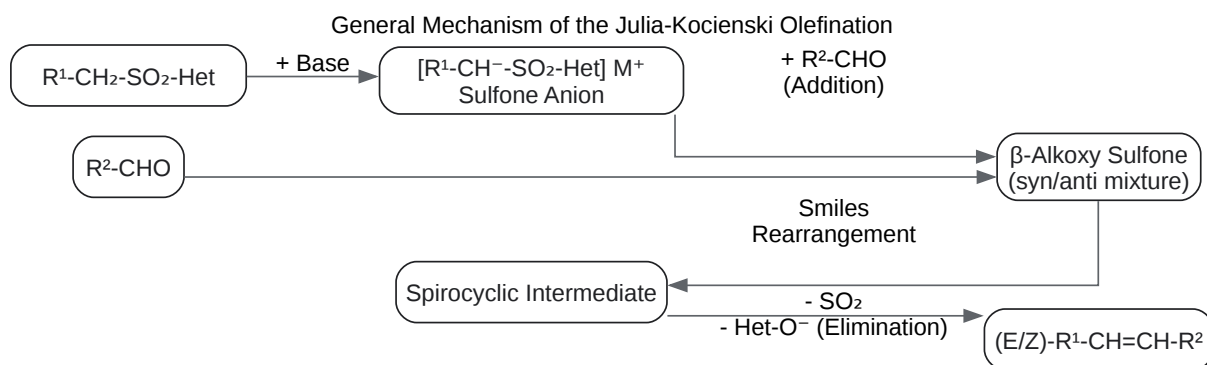 General Mechanism of the Julia-Kocienski Olefination
R¹-CH₂-SO₂-Het
+ Base
[R¹-CH⁻-SO₂-Het] M⁺
Sulfone Anion
+ R²-CHO
(Addition)
R²-CHO
β-Alkoxy Sulfone
(syn/anti mixture)
Smiles
Rearrangement
Spirocyclic Intermediate
- SO₂
- Het-O⁻ (Elimination)
(E/Z)-R¹-CH=CH-R²